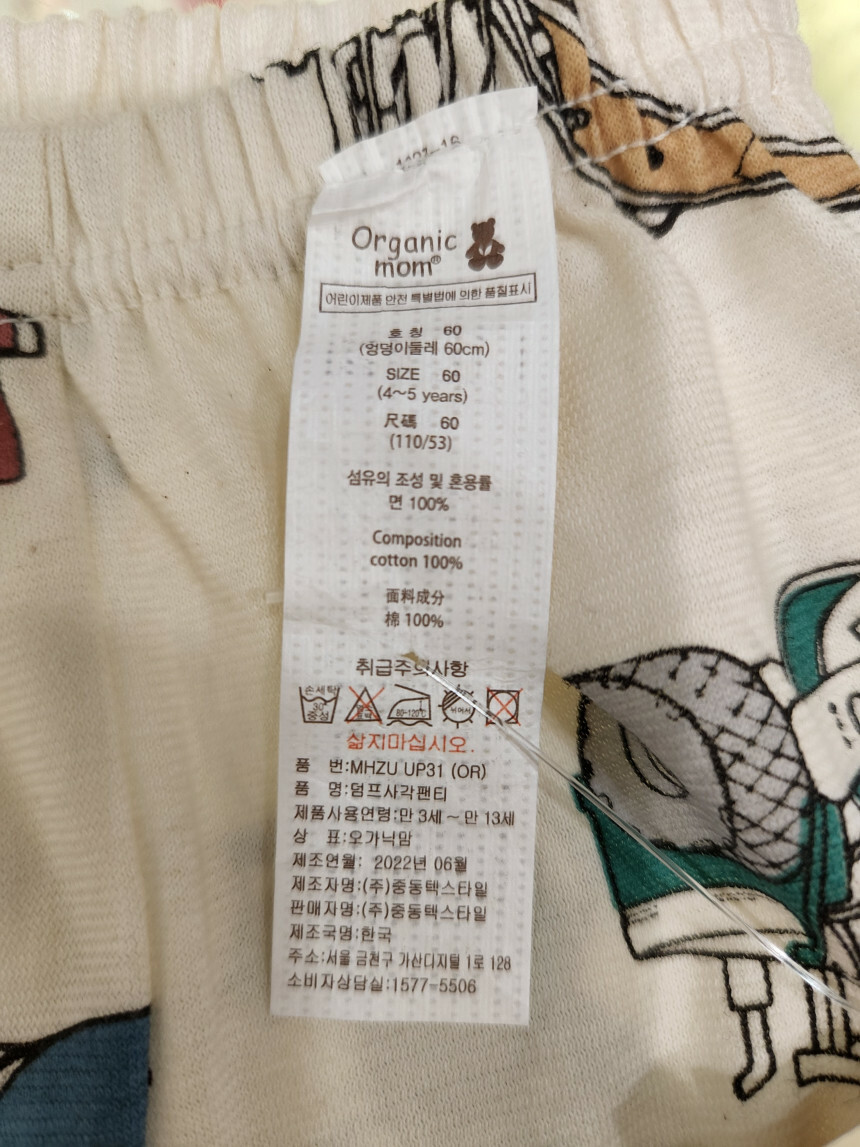 Organic
mom®
어린이제품 안전 특별법에 의한 품질표시
호 칭 60
(엉덩이둘레 60cm)
SIZE 60
(4~5 years)
尺碼 60
(110/53)
섬유의 조성 및 혼용률
면 100%
Composition
cotton 100%
面料成分
棉 100%
취급주의사항
손세탁
30℃
중성
80~120℃
삶지마십시오.
품 번:MHZU UP31 (OR)
품 명:덤프사각팬티
제품사용연령:만 3세 ~ 만 13세
상 표:오가닉맘
제조연월: 2022년 06월
제조자명:(주)중동텍스타일
판매자명:(주)중동텍스타일
제조국명:한국
주소:서울 금천구 가산디지털 1로 128
소비자상담실:1577-5506